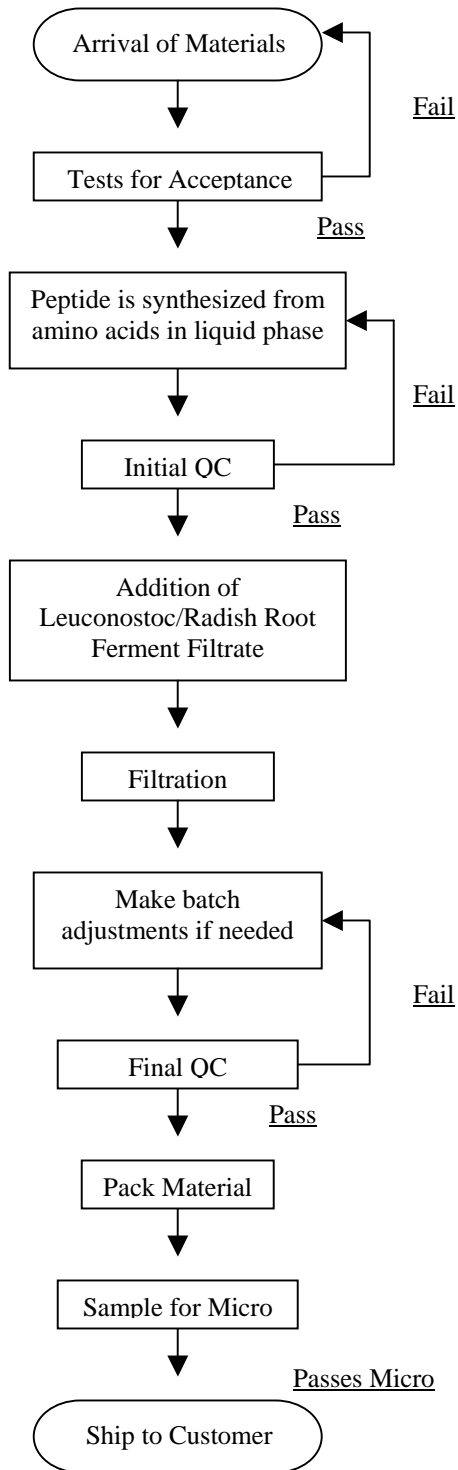 Arrival of Materials
Fail
Tests for Acceptance
Pass
Peptide is synthesized from
amino acids in liquid phase
Fail
Initial QC
Pass
Addition of
Leuconostoc/Radish Root
Ferment Filtrate
Filtration
Make batch
adjustments if needed
Fail
Final QC
Pass
Pack Material
Sample for Micro
Passes Micro
Ship to Customer